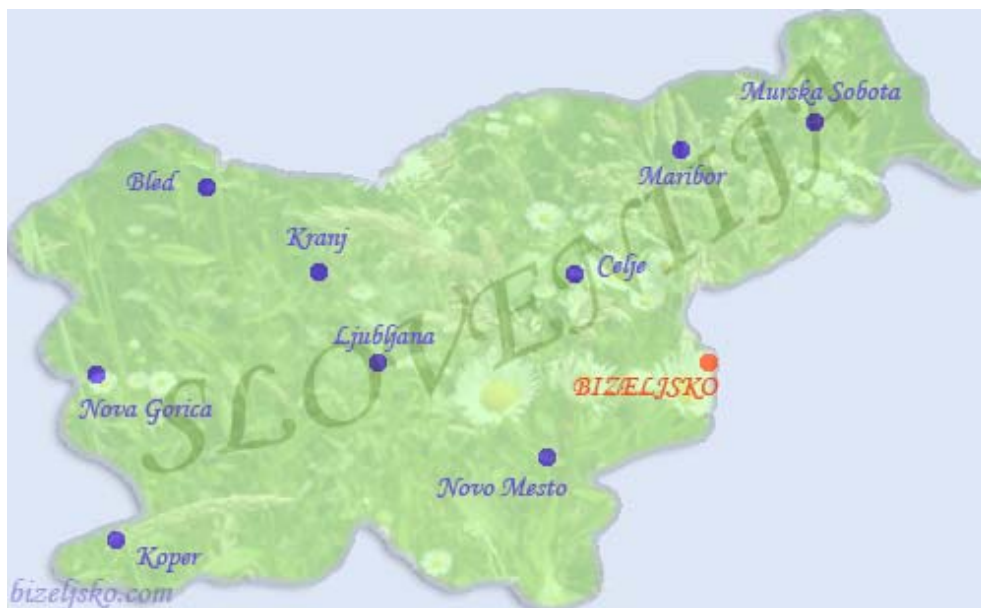 Murska Sobota
Maribor
Bled
Kranj
Celje
SLOVENIJA
Ljubljana
BIZELJSKO
Nova Gorica
Novo Mesto
Koper
bizeljsko.com